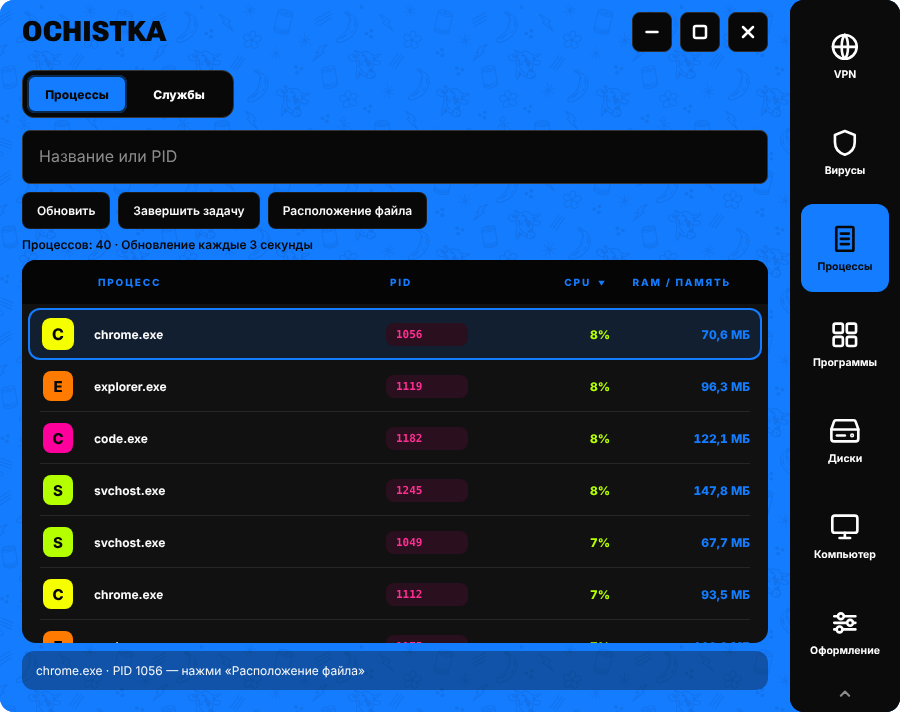 OCHISTKA
Процессы Службы
Название или PID
Обновить Завершить задачу Расположение файла
Процессов: 40 · Обновление каждые 3 секунды
ПРОЦЕСС PID CPU ▼ RAM / ПАМЯТЬ
C chrome.exe 1056 8% 70,6 МБ
E explorer.exe 1119 8% 96,3 МБ
C code.exe 1182 8% 122,1 МБ
S svchost.exe 1245 8% 147,8 МБ
S svchost.exe 1049 7% 67,7 МБ
C chrome.exe 1112 7% 93,5 МБ
chrome.exe · PID 1056 — нажми «Расположение файла»
VPN
Вирусы
Процессы
Программы
Диски
Компьютер
Оформление